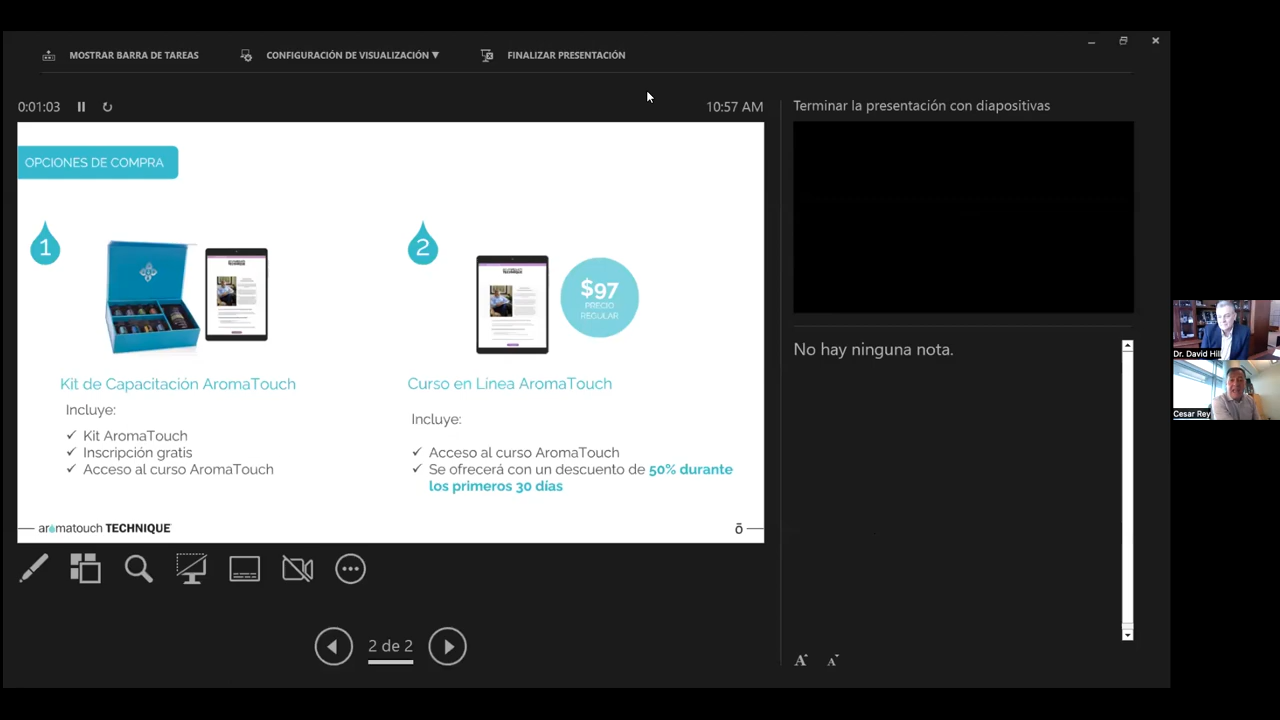 MOSTRAR BARRA DE TAREAS
CONFIGURACIÓN DE VISUALIZACIÓN ▼
FINALIZAR PRESENTACIÓN
0:01:03
10:57 AM
Terminar la presentación con diapositivas
OPCIONES DE COMPRA
1
2
$97
PRECIO
REGULAR
Kit de Capacitación AromaTouch
Incluye:
✓ Kit AromaTouch
✓ Inscripción gratis
✓ Acceso al curso AromaTouch
Curso en Línea AromaTouch
Incluye:
✓ Acceso al curso AromaTouch
✓ Se ofrecerá con un descuento de 50% durante
los primeros 30 días
aromatouch TECHNIQUE
ō
No hay ninguna nota.
Dr. David Hill
Cesar Rey
2 de 2
A A